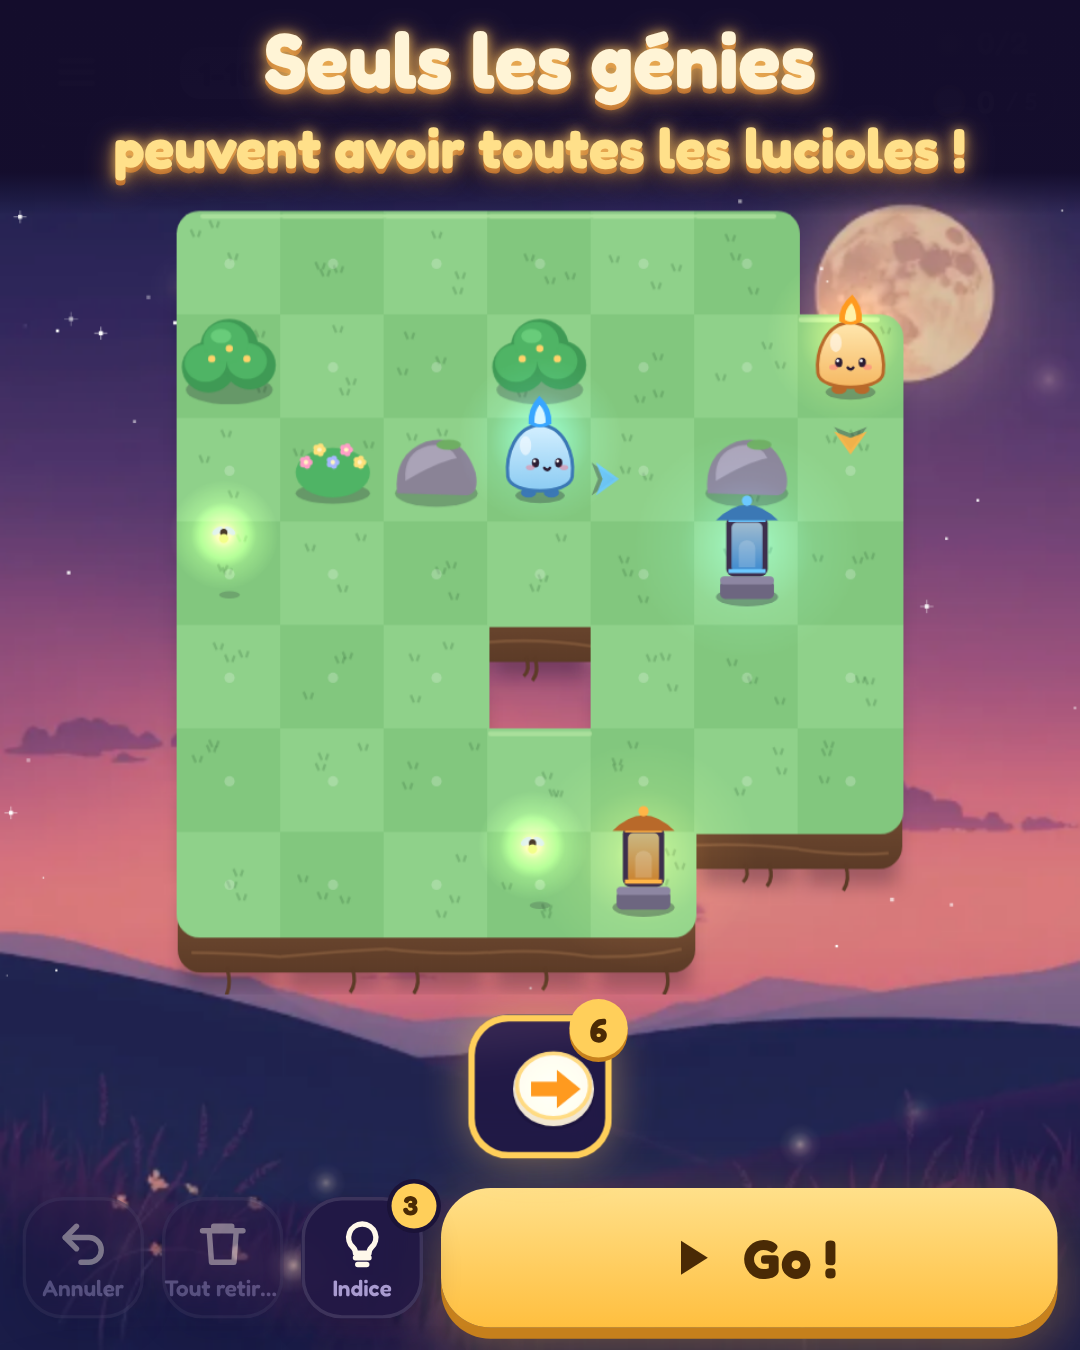 Seuls les génies
peuvent avoir toutes les lucioles !
6
3
Annuler
Tout retir...
Indice
Go !